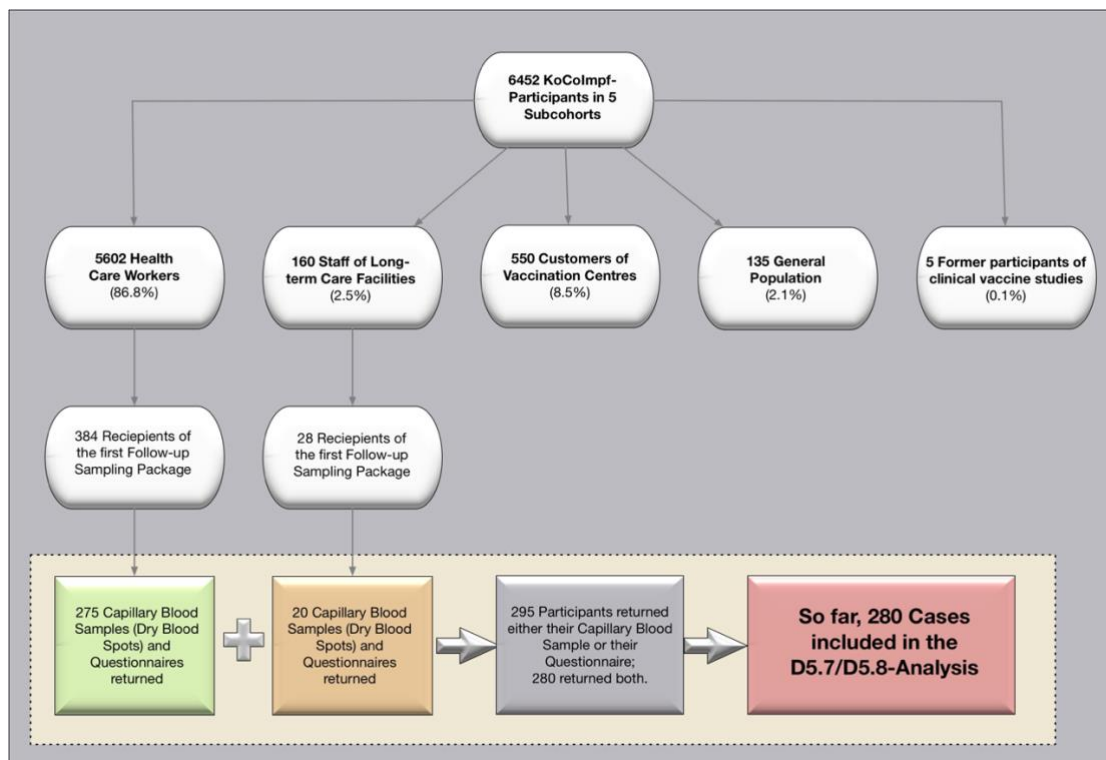 6452 KoCoImpf-
Participants in 5
Subcohorts
5602 Health
Care Workers
(86.8%)
160 Staff of Long-
term Care Facilities
(2.5%)
550 Customers of
Vaccination Centres
(8.5%)
135 General
Population
(2.1%)
5 Former participants of
clinical vaccine studies
(0.1%)
384 Reciepients of
the first Follow-up
Sampling Package
28 Reciepients of
the first Follow-up
Sampling Package
275 Capillary Blood
Samples (Dry Blood
Spots) and
Questionnaires
returned
20 Capillary Blood
Samples (Dry Blood
Spots) and
Questionnaires
returned
295 Participants returned
either their Capillary Blood
Sample or their
Questionnaire;
280 returned both.
So far, 280 Cases
included in the
D5.7/D5.8-Analysis